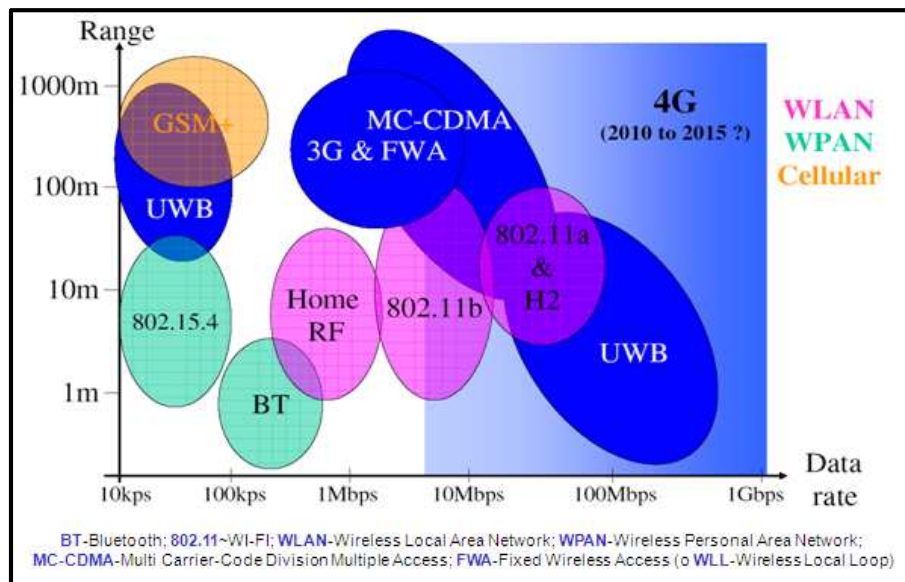 Range
1000m
100m
10m
1m
GSM+
UWB
802.15.4
BT
Home
RF
802.11b
MC-CDMA
3G & FWA
802.11a
&
H2
UWB
4G
(2010 to 2015 ?)
WLAN
WPAN
Cellular
10kps
100kps
1Mbps
10Mbps
100Mbps
1Gbps
Data
rate
BT-Bluetooth; 802.11~WI-FI; WLAN-Wireless Local Area Network; WPAN-Wireless Personal Area Network;
MC-CDMA-Multi Carrier-Code Division Multiple Access; FWA-Fixed Wireless Access (o WLL-Wireless Local Loop)